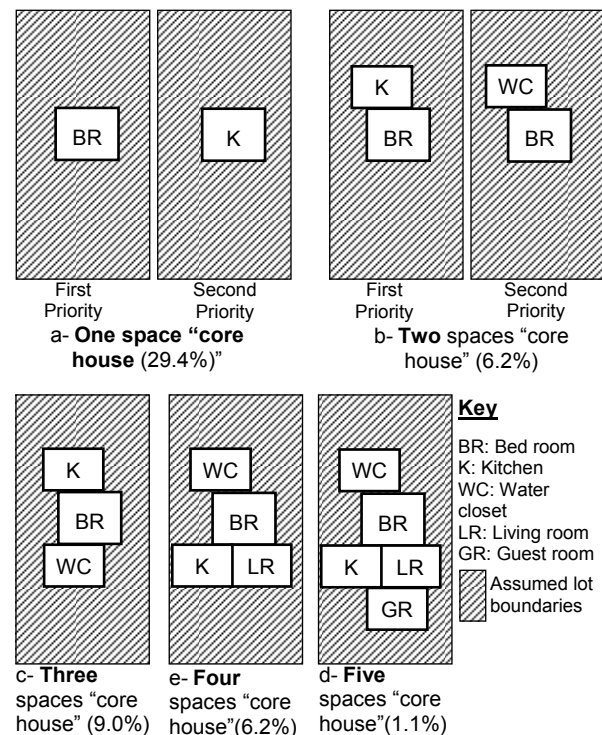 BR
K
K
BR
WC
BR
First
Priority
Second
Priority
First
Priority
Second
Priority
a- One space “core
house (29.4%)”
b- Two spaces “core
house” (6.2%)
K
BR
WC
WC
BR
K LR
WC
BR
K LR
GR
Key
BR: Bed room
K: Kitchen
WC: Water
closet
LR: Living room
GR: Guest room
Assumed lot
boundaries
c- Three
spaces “core
house” (9.0%)
e- Four
spaces “core
house”(6.2%)
d- Five
spaces “core
house”(1.1%)